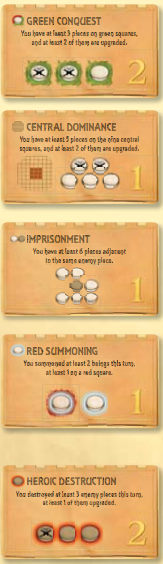 GREEN CONQUEST
You have at least 3 pieces on green squares,
and at least 2 of them are upgraded.
2
CENTRAL DOMINANCE
You have at least 5 pieces on the nine central
squares, and at least 2 of them are upgraded.
1
IMPRISONMENT
You have at least 6 pieces adjacent
to the same enemy piece.
1
RED SUMMONING
You summoned at least 2 beings this turn,
at least 1 on a red square.
1
HEROIC DESTRUCTION
You destroyed at least 3 enemy pieces this turn,
at least 1 of them upgraded.
2